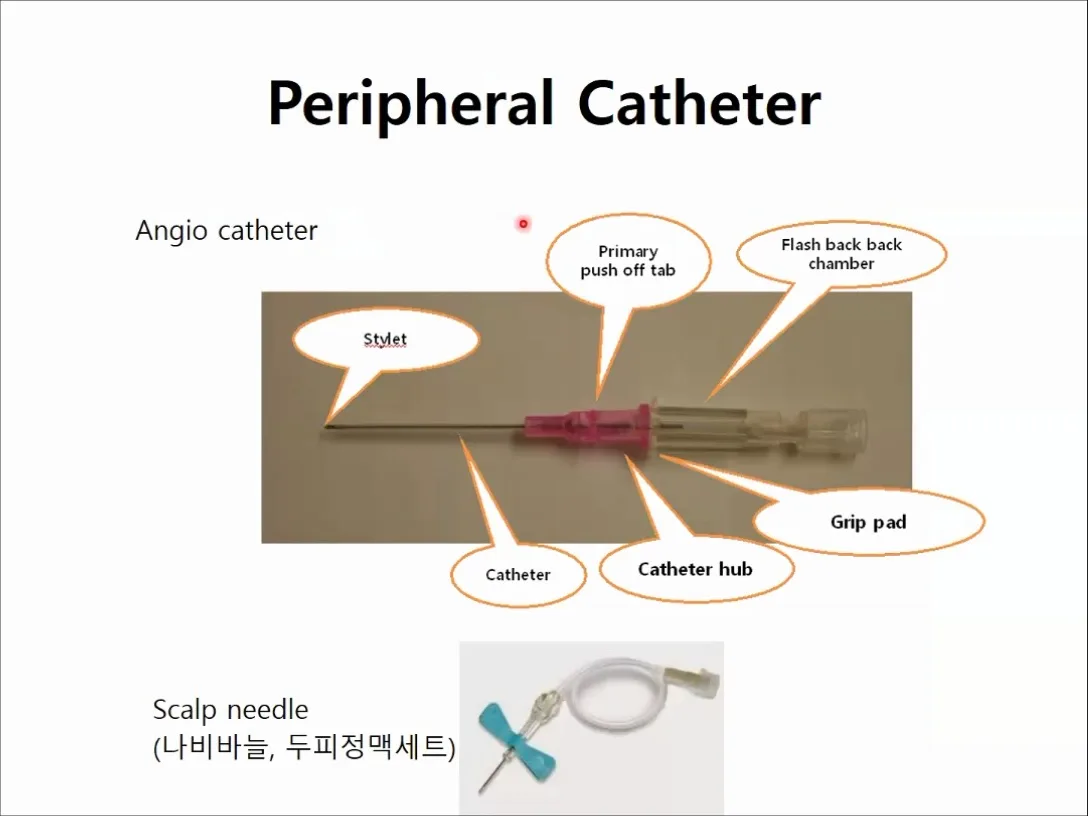 Peripheral Catheter
Angio catheter
Primary
push off tab
Flash back back
chamber
Stylet
Grip pad
Catheter hub
Catheter
Scalp needle
(나비바늘, 두피정맥세트)